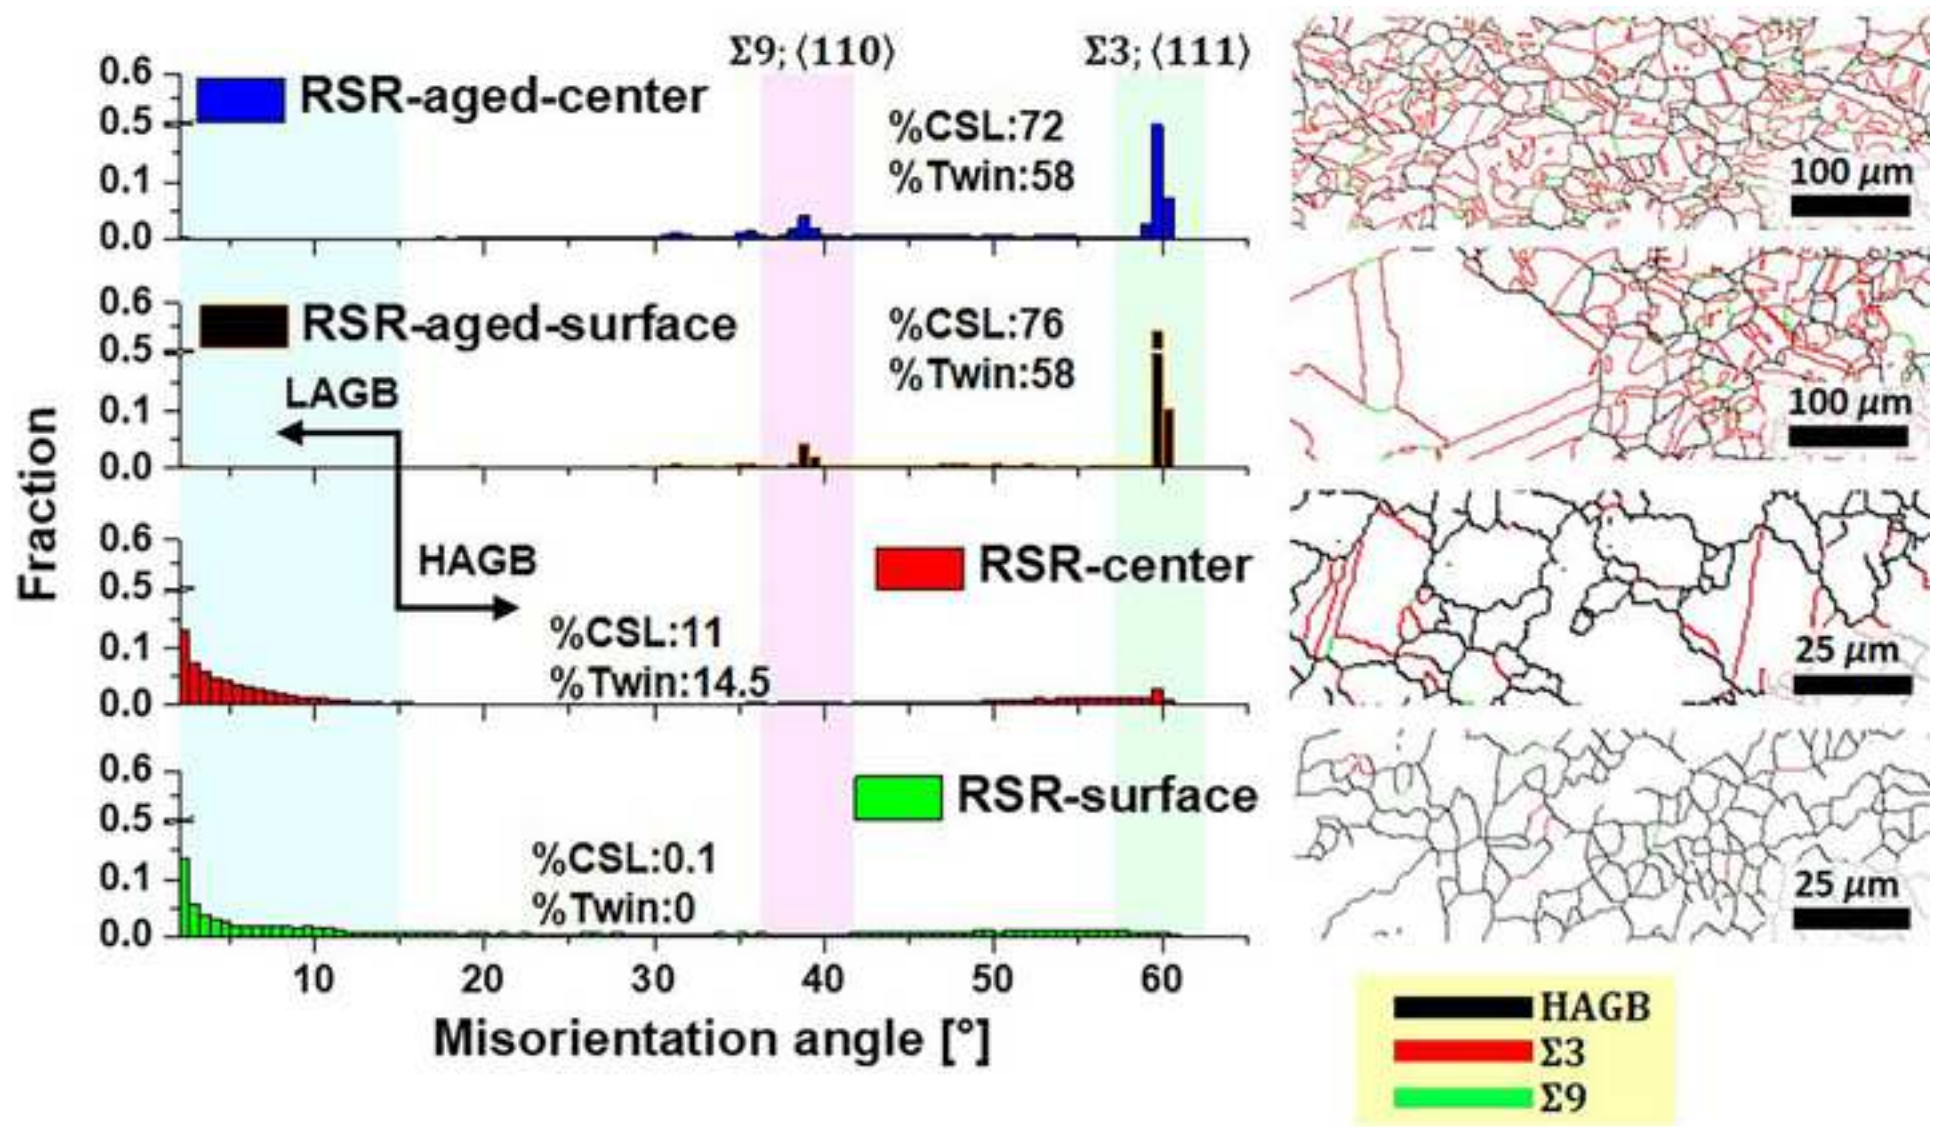 Σ9; ⟨110⟩
Σ3; ⟨111⟩
0.6
0.5
0.1
0.0
RSR-aged-center
%CSL:72
%Twin:58
100 μm
0.6
0.5
0.1
0.0
RSR-aged-surface
%CSL:76
%Twin:58
LAGB
100 μm
Fraction
0.6
0.5
0.1
0.0
HAGB
RSR-center
%CSL:11
%Twin:14.5
25 μm
0.6
0.5
0.1
0.0
RSR-surface
%CSL:0.1
%Twin:0
25 μm
10 20 30 40 50 60
Misorientation angle [°]
HAGB
Σ3
Σ9